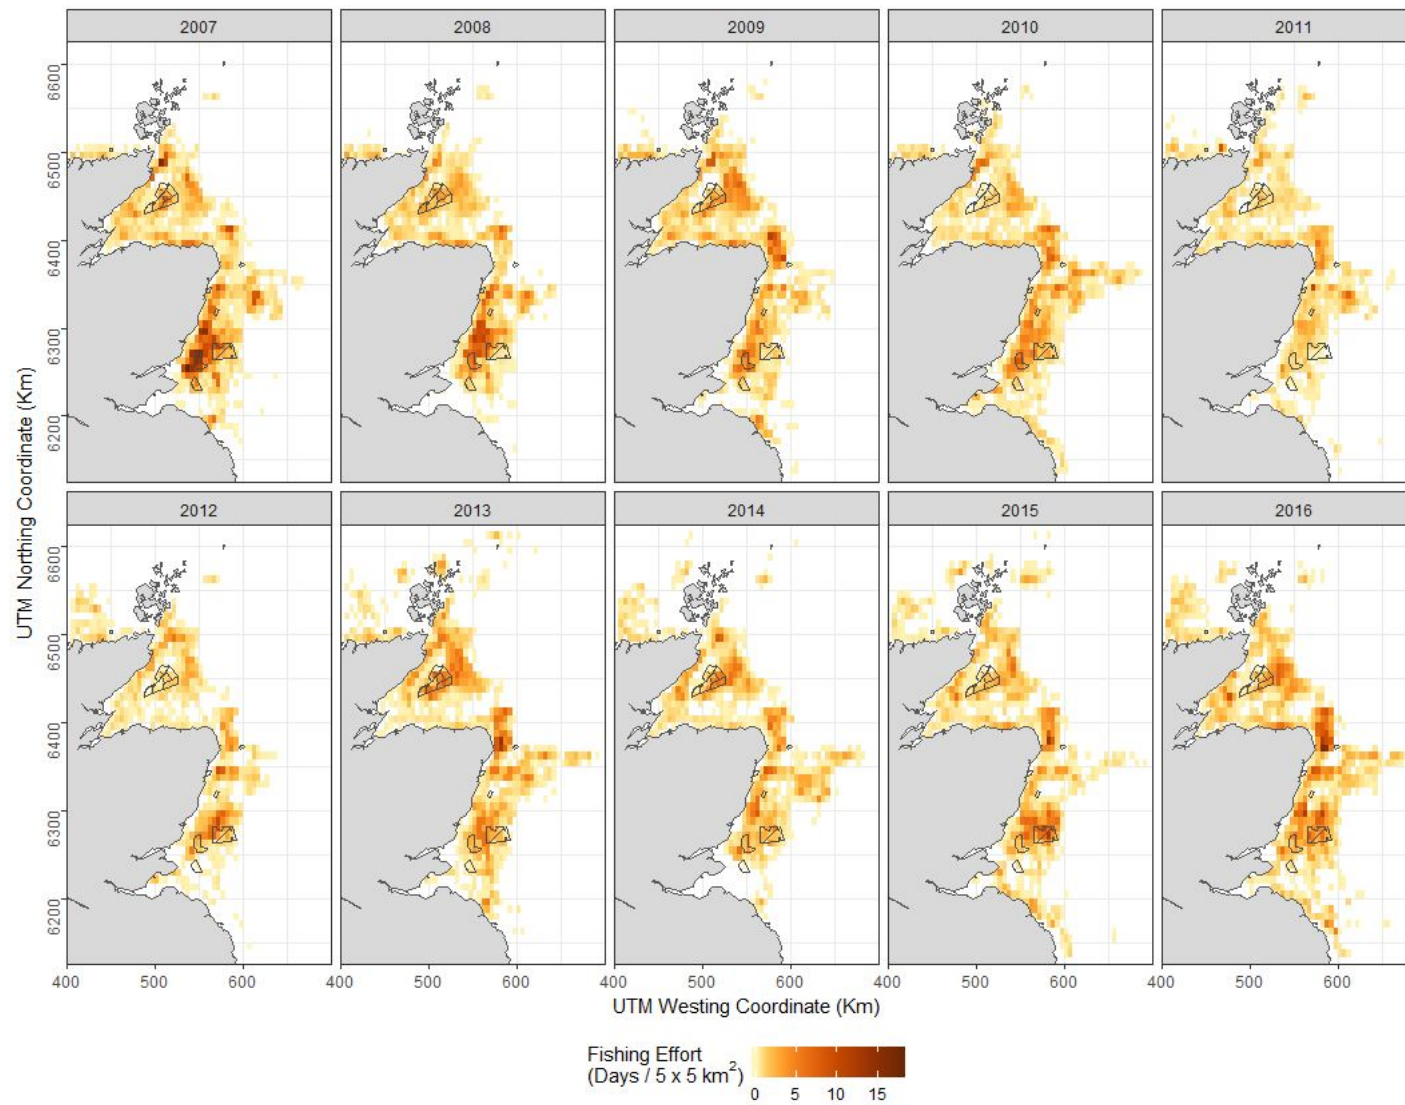 2007 2008 2009 2010 2011
6600
6500
6400
6300
6200
2012 2013 2014 2015 2016
6600
6500
6400
6300
6200
UTM Northing Coordinate (Km)
400 500 600 400 500 600 400 500 600 400 500 600 400 500 600
UTM Westing Coordinate (Km)
Fishing Effort
(Days / 5 x 5 km²)
0 5 10 15